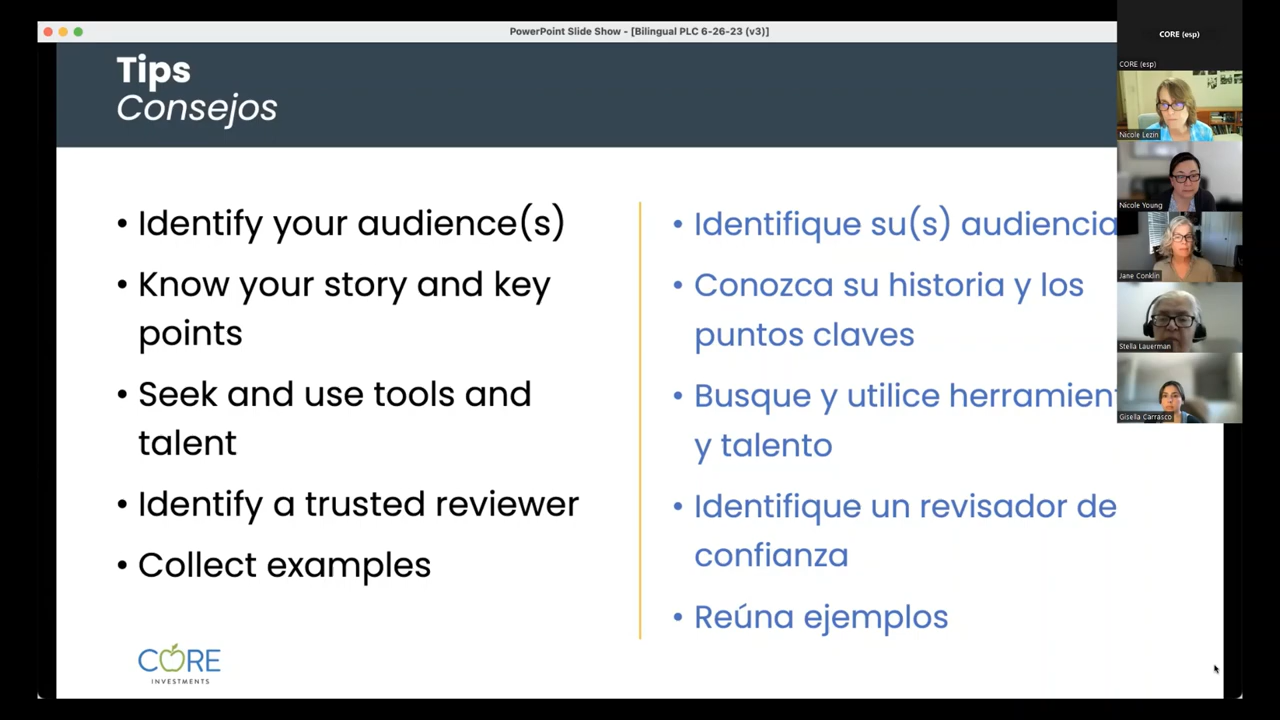 PowerPoint Slide Show - [Bilingual PLC 6-26-23 (v3)]
Tips
Consejos
• Identify your audience(s)
• Know your story and key
points
• Seek and use tools and
talent
• Identify a trusted reviewer
• Collect examples
• Identifique su(s) audiencia
• Conozca su historia y los
puntos claves
• Busque y utilice herramien
y talento
• Identifique un revisador de
confianza
• Reúna ejemplos
CORE
INVESTMENTS
CORE (esp)
CORE (esp)
Nicole Lezin
Nicole Young
Jane Conklin
Stella Lauerman
Gisella Carrasco